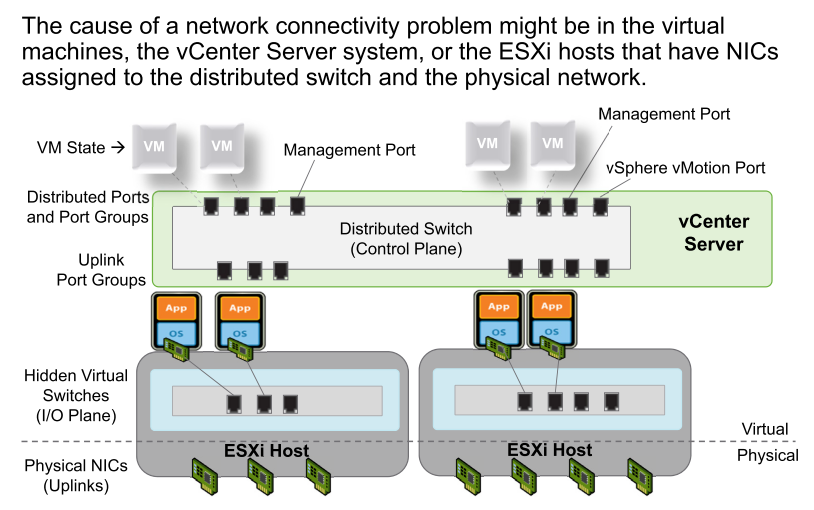 The cause of a network connectivity problem might be in the virtual
machines, the vCenter Server system, or the ESXi hosts that have NICs
assigned to the distributed switch and the physical network.
Management Port
VM State →
VM
VM
Management Port
VM
VM
vSphere vMotion Port
Distributed Ports
and Port Groups
Distributed Switch
(Control Plane)
vCenter
Server
Uplink
Port Groups
App
OS
App
OS
App
OS
App
OS
Hidden Virtual
Switches
(I/O Plane)
Virtual
ESXi Host
ESXi Host
Physical
Physical NICs
(Uplinks)